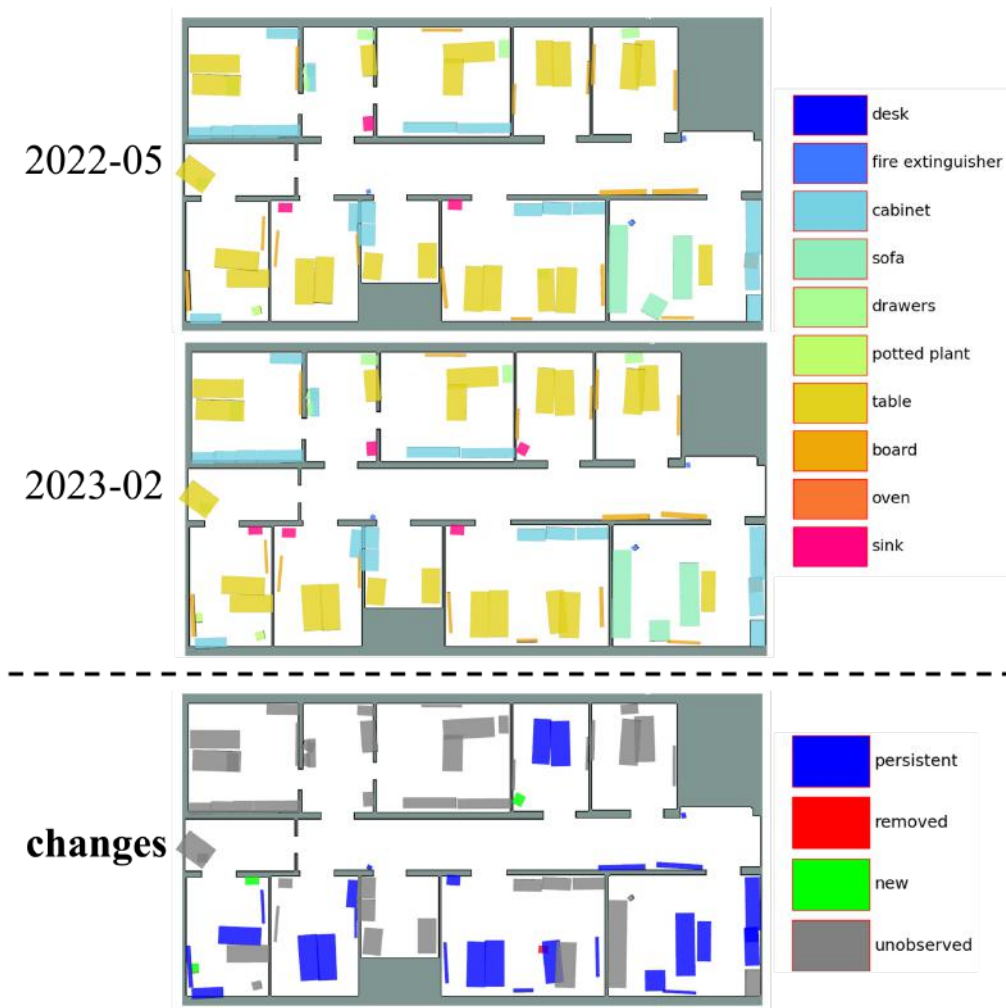 2022-05
desk
fire extinguisher
cabinet
sofa
drawers
potted plant
table
board
oven
sink
2023-02
changes
persistent
removed
new
unobserved